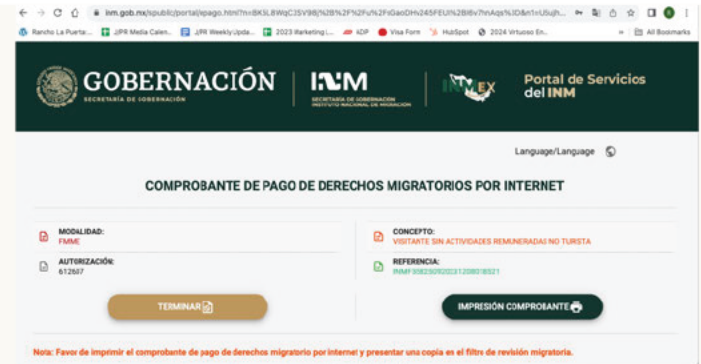 inm.gob.mx/spublic/portal/epago.html?n=
Rancho La Puerta:... JJPR Media Calen.. JJPR Weekly Upda... 2023 Marketing I... ADP Visa Form HubSpot 2024 Virtuoso En.. » All Bookmarks
GOBERNACIÓN INM INMEX Portal de Servicios
SECRETARÍA DE GOBERNACIÓN SECRETARÍA DE GOBERNACIÓN del INM
INSTITUTO NACIONAL DE MIGRACIÓN
Language/Language
COMPROBANTE DE PAGO DE DERECHOS MIGRATORIOS POR INTERNET
MODALIDAD: CONCEPTO:
FMME VISITANTE SIN ACTIVIDADES REMUNERADAS NO TURISTA
AUTORIZACIÓN: REFERENCIA:
TERMINAR IMPRESIÓN COMPROBANTE
Nota: Favor de imprimir el comprobante de pago de derechos migratorio por internet y presentar una copia en el filtro de revisión migratoria.